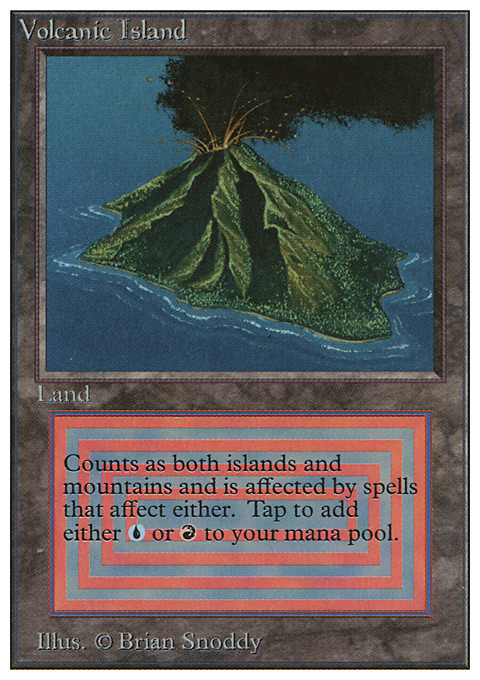 Volcanic Island
Land
Counts as both islands and
mountains and is affected by spells
that affect either. Tap to add
either or to your mana pool.
Illus. © Brian Snoddy